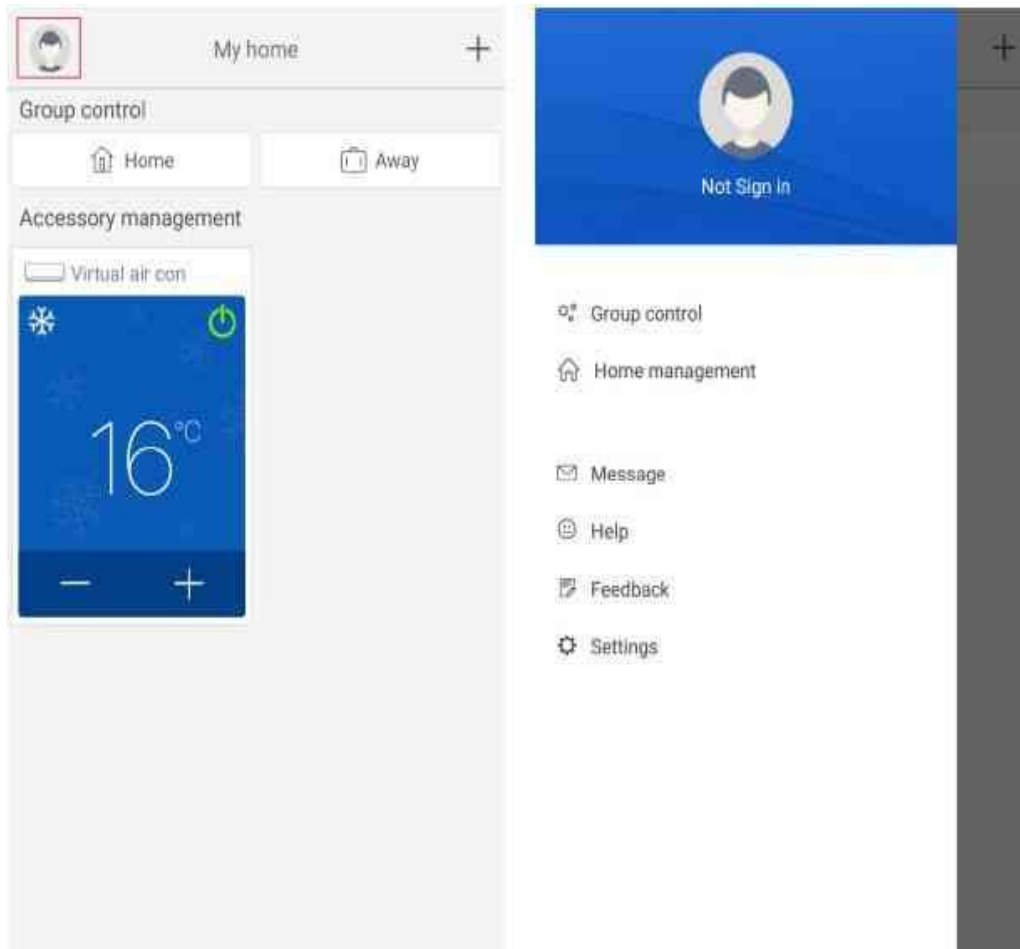 My home
Group control
Home
Away
Accessory management
Virtual air con
16°C
Not Sign In
Group control
Home management
Message
Help
Feedback
Settings